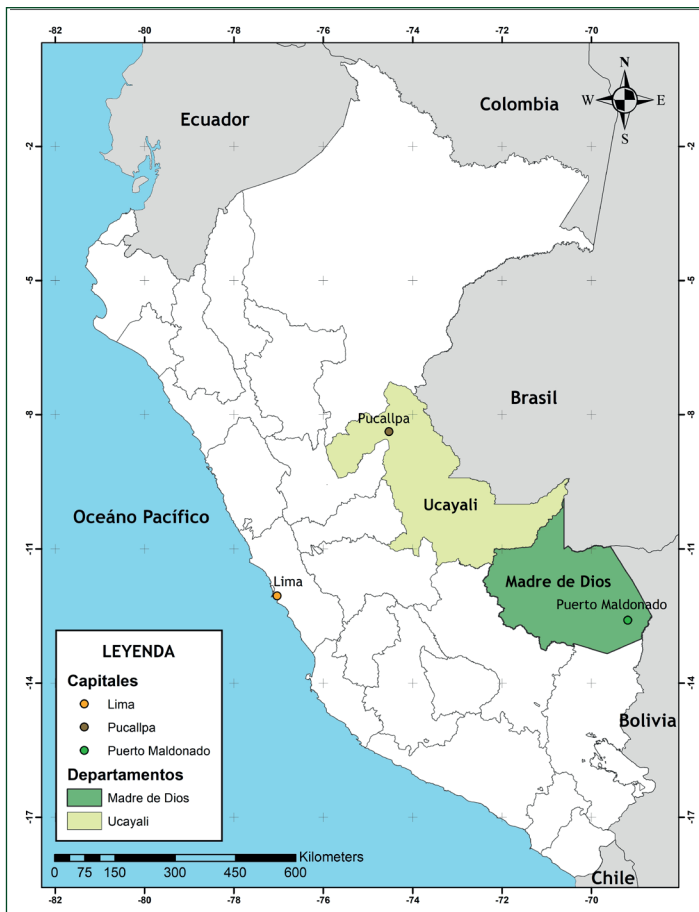 -82 -80 -78 -76 -74 -72 -70
N
W E
S
Colombia
Ecuador
-2 -2
-5 -5
Brasil
-8 -8
Pucallpa
Ucayali
Oceáno Pacífico
-11 -11
Lima
Madre de Dios
Puerto Maldonado
LEYENDA
Capitales
Lima
Pucallpa
Puerto Maldonado
Departamentos
Madre de Dios
Ucayali
-14 -14
Bolivia
-17 -17
Kilometers
0 75 150 300 450 600
Chile
-82 -80 -78 -76 -74 -72 -70